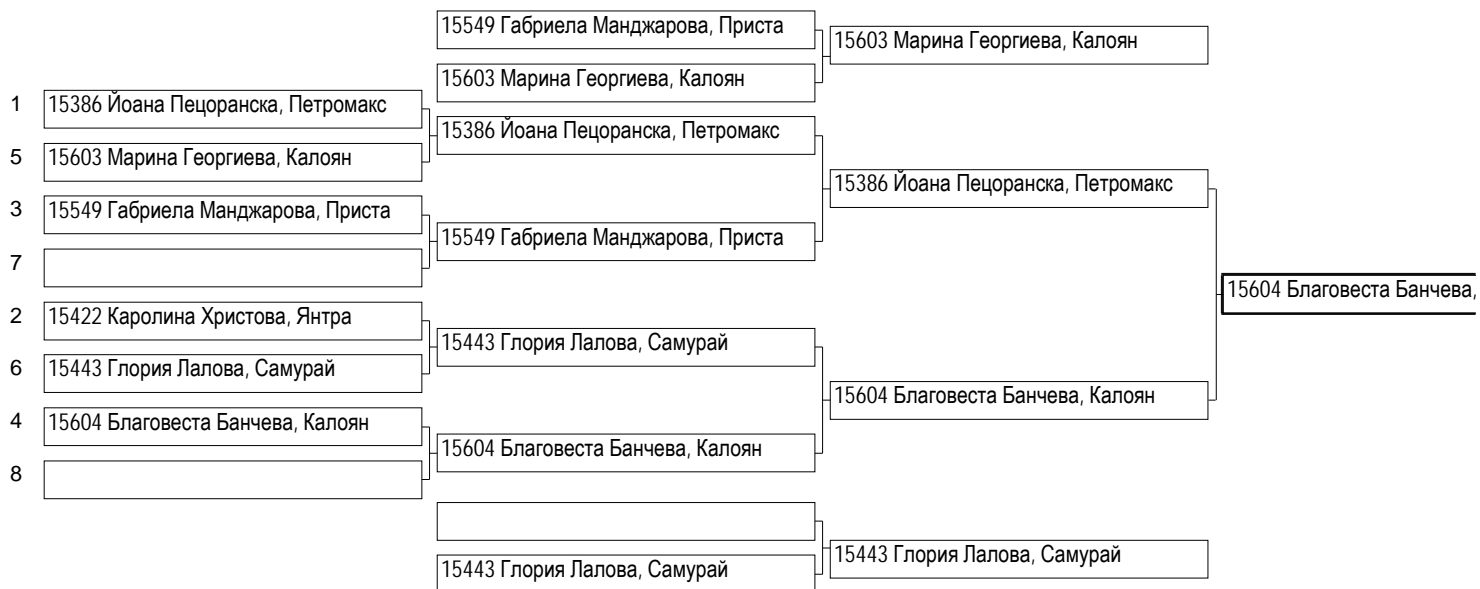 15549 Габриела Манджарова, Приста
15603 Марина Георгиева, Калоян
15603 Марина Георгиева, Калоян
1 15386 Йоана Пецоранска, Петромакс
15386 Йоана Пецоранска, Петромакс
5 15603 Марина Георгиева, Калоян
15386 Йоана Пецоранска, Петромакс
3 15549 Габриела Манджарова, Приста
15549 Габриела Манджарова, Приста
7
15604 Благовеста Банчева,
2 15422 Каролина Христова, Янтра
15443 Глория Лалова, Самурай
6 15443 Глория Лалова, Самурай
15604 Благовеста Банчева, Калоян
4 15604 Благовеста Банчева, Калоян
15604 Благовеста Банчева, Калоян
8
15443 Глория Лалова, Самурай
15443 Глория Лалова, Самурай